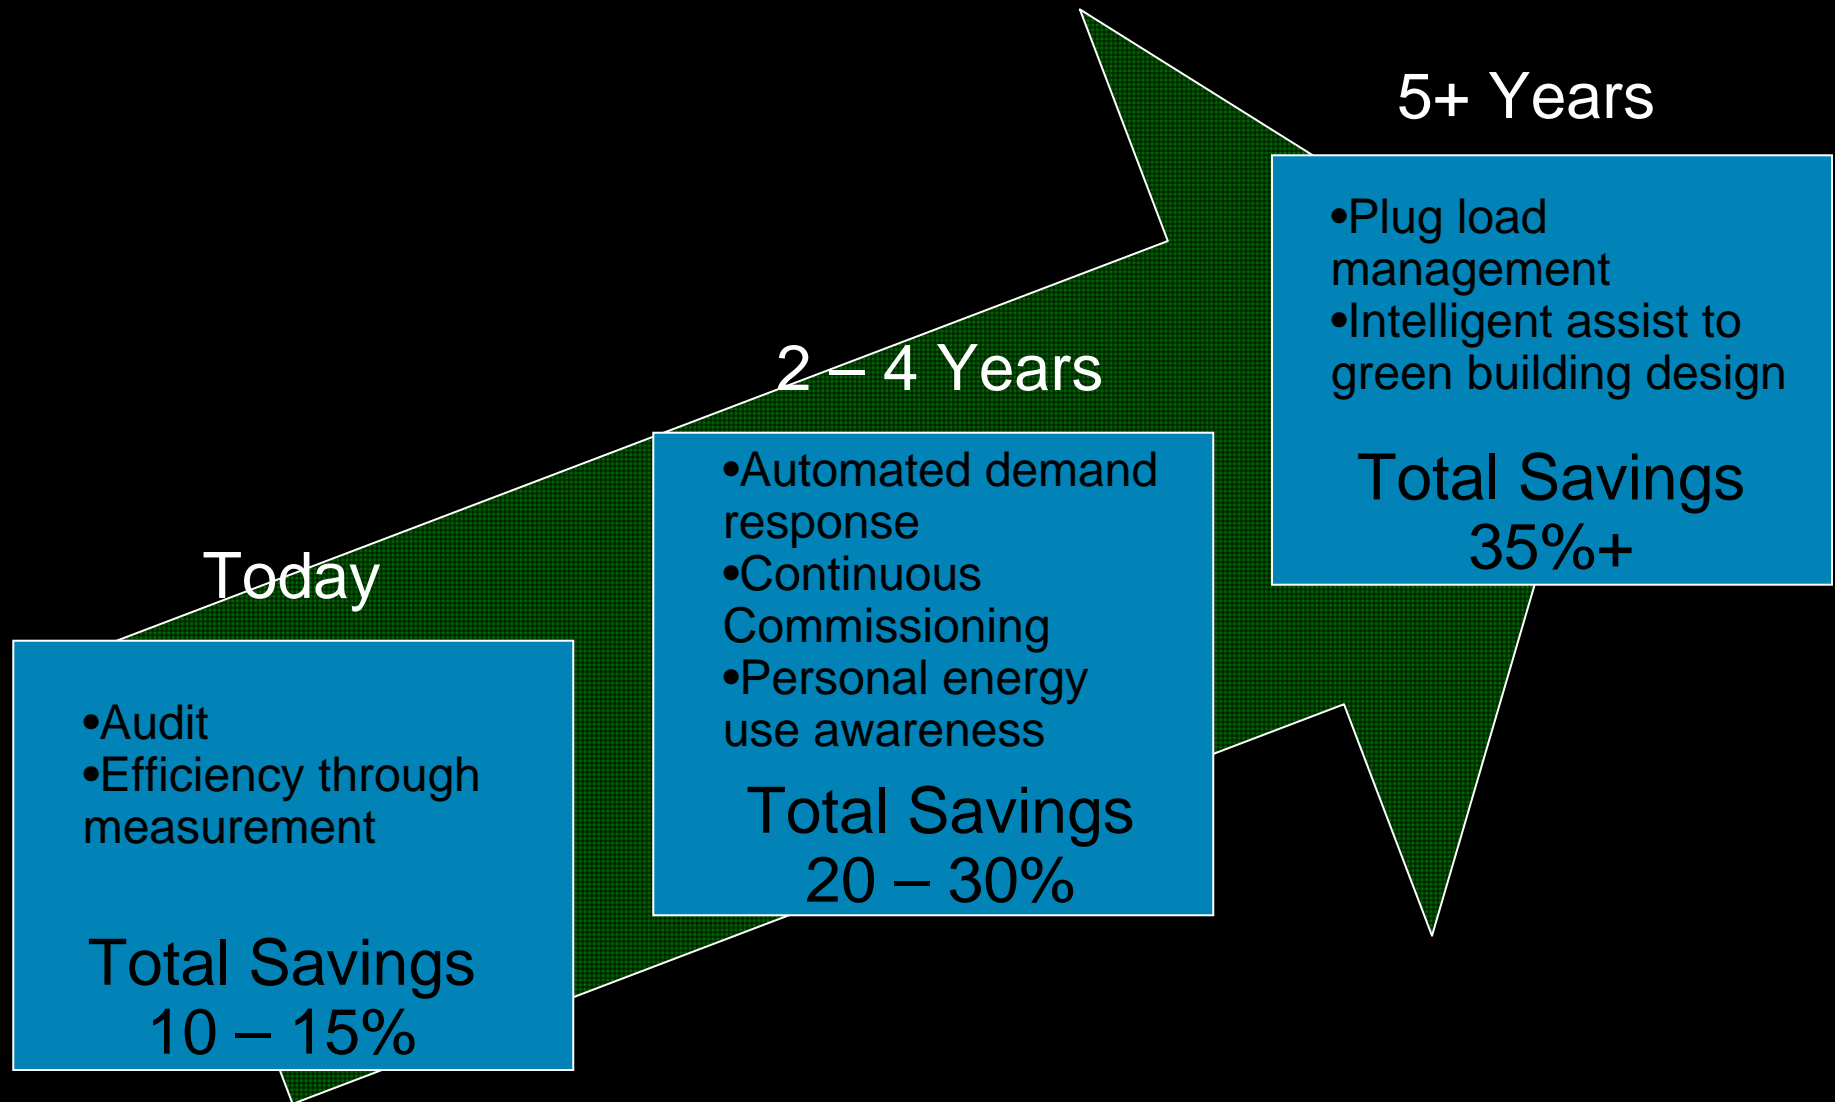 Today
•Audit
•Efficiency through
measurement
Total Savings
10 – 15%
2 – 4 Years
•Automated demand
response
•Continuous
Commissioning
•Personal energy
use awareness
Total Savings
20 – 30%
5+ Years
•Plug load
management
•Intelligent assist to
green building design
Total Savings
35%+